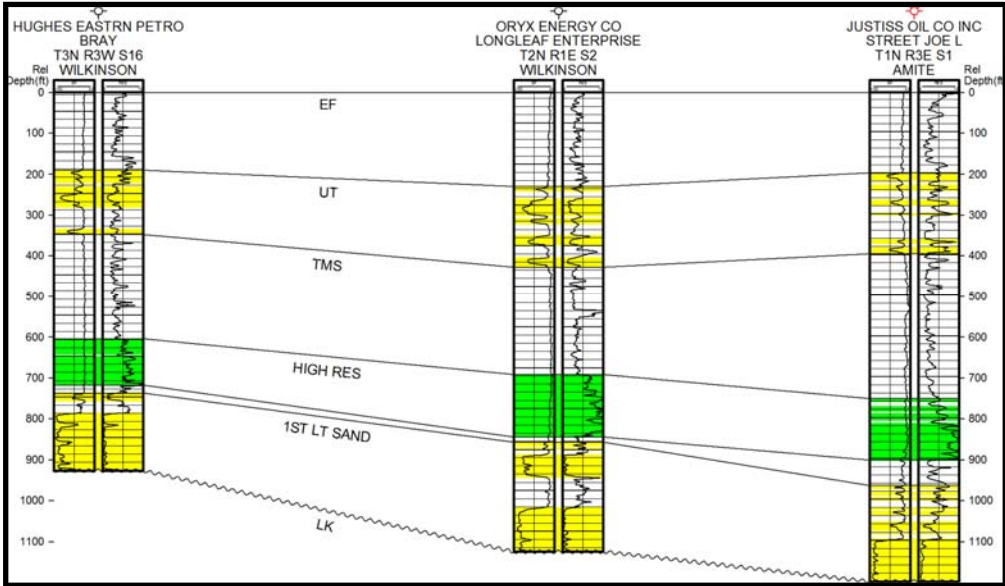 HUGHES EASTRN PETRO
BRAY
T3N R3W S16
WILKINSON
ORYX ENERGY CO
LONGLEAF ENTERPRISE
T2N R1E S2
WILKINSON
JUSTISS OIL CO INC
STREET JOE L
T1N R3E S1
AMITE
Rel
Depth(ft)
Rel
Depth(ft
0
100
200
300
400
500
600
700
800
900
1000
1100
EF
UT
TMS
HIGH RES
1ST LT SAND
LK
0
100
200
300
400
500
600
700
800
900
1000
1100